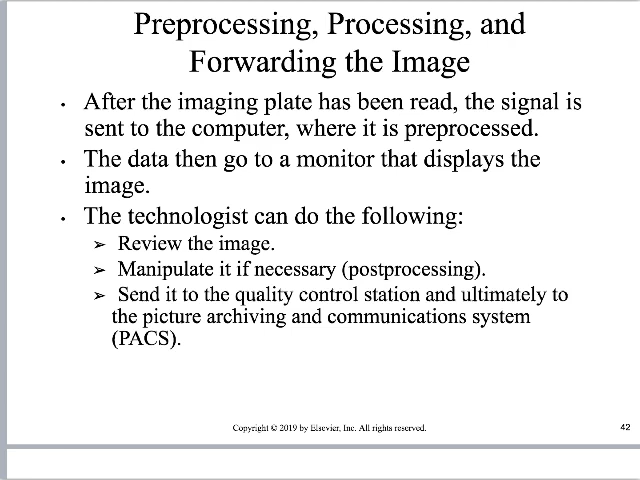 Preprocessing, Processing, and
Forwarding the Image
• After the imaging plate has been read, the signal is
sent to the computer, where it is preprocessed.
• The data then go to a monitor that displays the
image.
• The technologist can do the following:
➢ Review the image.
➢ Manipulate it if necessary (postprocessing).
➢ Send it to the quality control station and ultimately to
the picture archiving and communications system
(PACS).
Copyright © 2019 by Elsevier, Inc. All rights reserved.
42